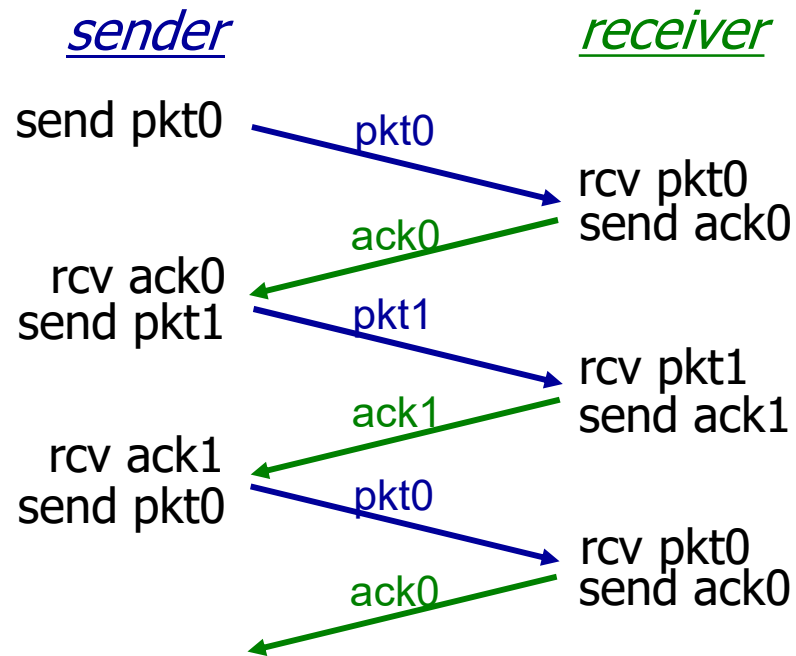 sender receiver
send pkt0
pkt0
rcv pkt0
send ack0
ack0
rcv ack0
send pkt1
pkt1
rcv pkt1
send ack1
ack1
rcv ack1
send pkt0
pkt0
rcv pkt0
send ack0
ack0